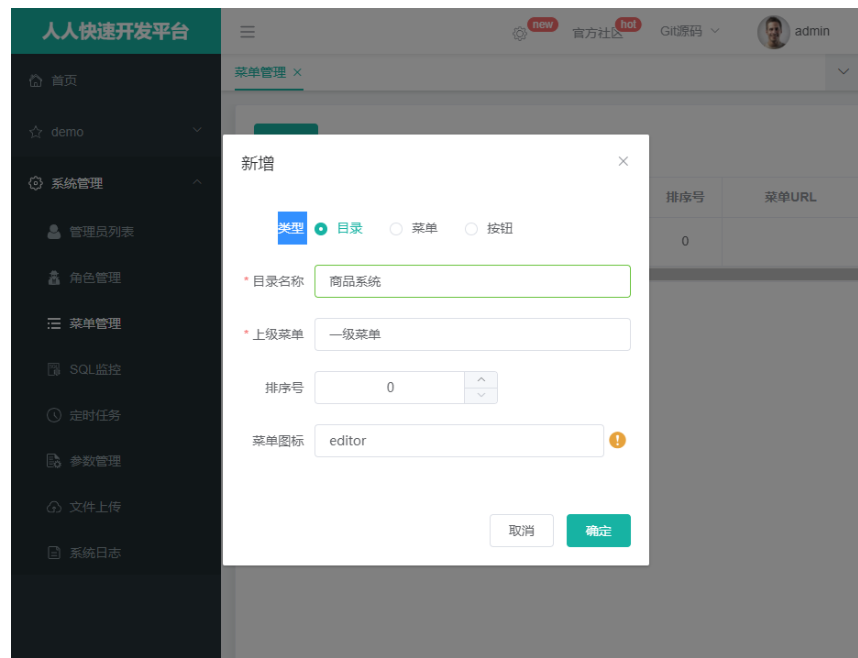 人人快速开发平台
new 官方社区 hot Git源码 admin
首页
菜单管理
demo
系统管理
管理员列表
角色管理
菜单管理
SQL监控
定时任务
参数管理
文件上传
系统日志
排序号 菜单URL
0
新增
类型 目录 菜单 按钮
* 目录名称 商品系统
* 上级菜单 一级菜单
排序号 0
菜单图标 editor
取消 确定